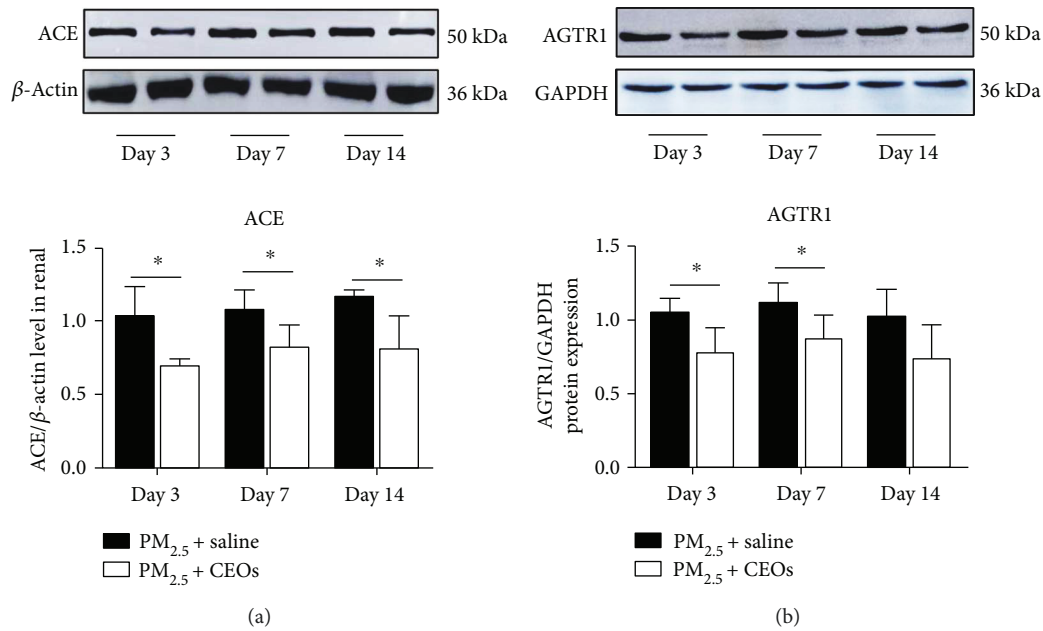 ACE
50 kDa
β-Actin
36 kDa
Day 3
Day 7
Day 14
ACE
ACE/β-actin level in renal
1.5
1.0
0.5
0.0
*
*
*
Day 3
Day 7
Day 14
PM2.5 + saline
PM2.5 + CEOs
(a)
AGTR1
50 kDa
GAPDH
36 kDa
Day 3
Day 7
Day 14
AGTR1
AGTR1/GAPDH
protein expression
1.5
1.0
0.5
0.0
*
*
Day 3
Day 7
Day 14
PM2.5 + saline
PM2.5 + CEOs
(b)